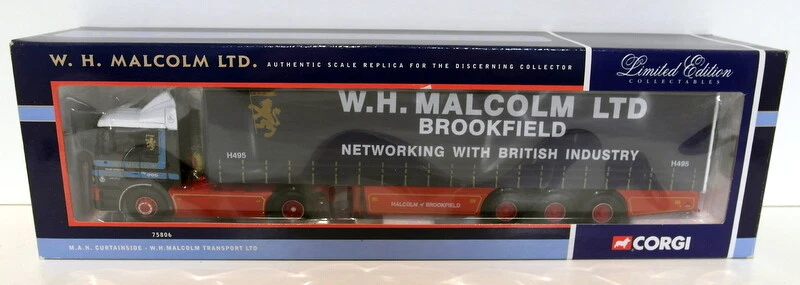 W. H. MALCOLM LTD. AUTHENTIC SCALE REPLICA FOR THE DISCERNING COLLECTOR
Limited Edition
COLLECTABLES
W.H. MALCOLM LTD
BROOKFIELD
NETWORKING WITH BRITISH INDUSTRY
H495
H495
MALCOLM of BROOKFIELD
75806
M.A.N. CURTAINSIDE - W.H.MALCOLM TRANSPORT LTD
CORGI